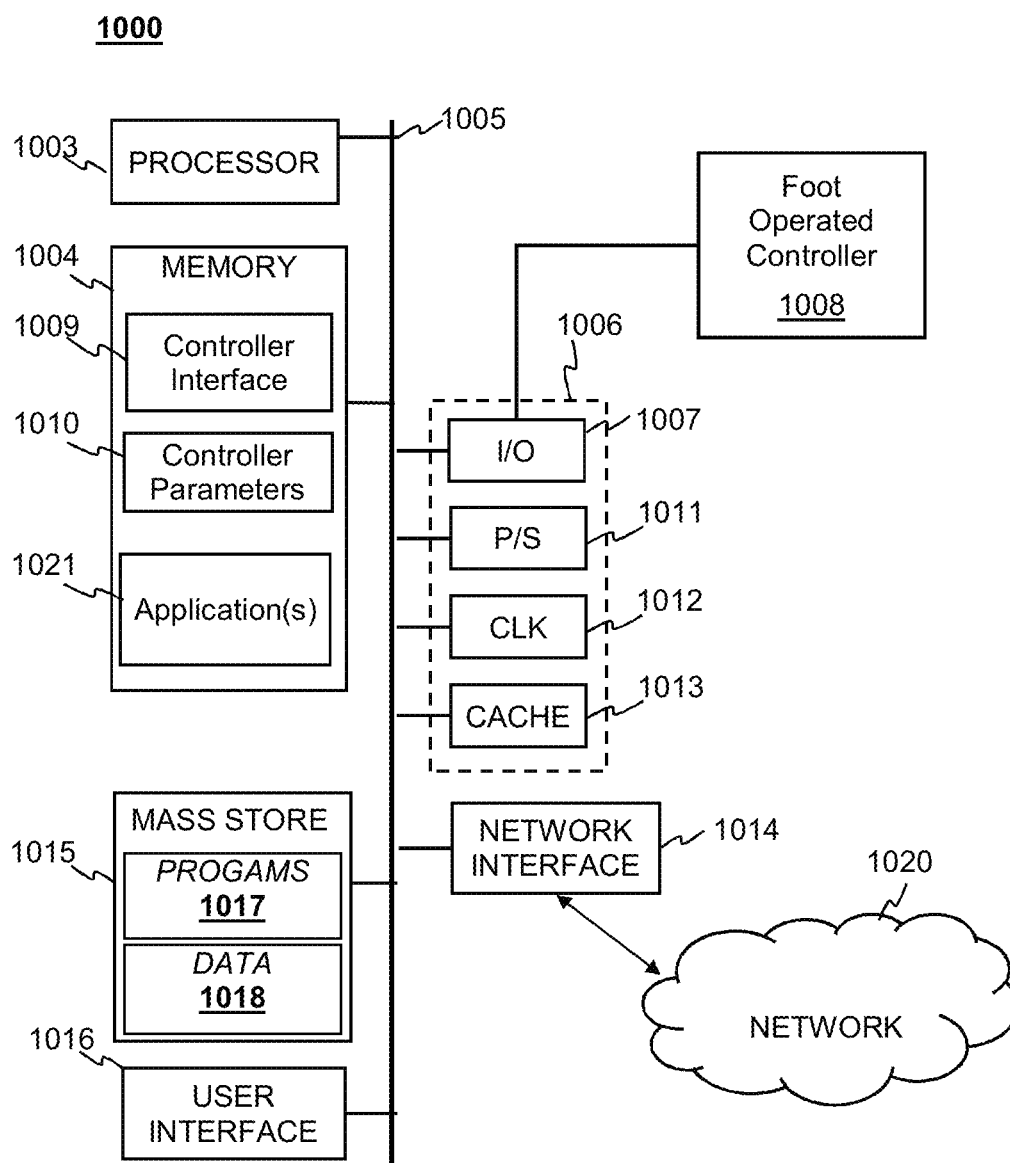 1000
1005
1003
PROCESSOR
Foot
Operated
Controller
1008
1004
MEMORY
1009
Controller
Interface
1006
1010
1007
I/O
Controller
Parameters
P/S
1011
1021
Application(s)
CLK
1012
CACHE
1013
MASS STORE
NETWORK
INTERFACE
1014
1015
PROGAMS
1017
1020
DATA
1018
NETWORK
1016
USER
INTERFACE